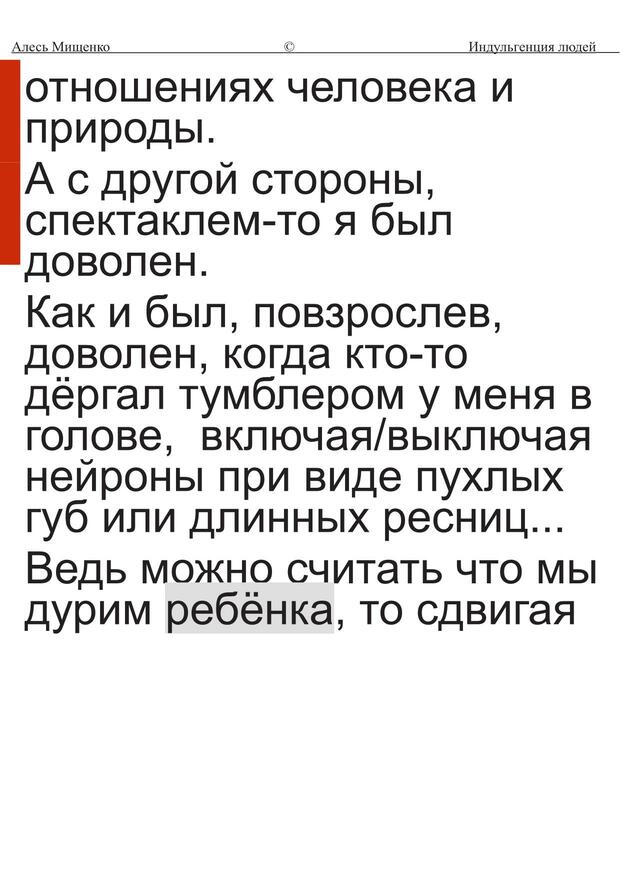 Алесь Мищенко © Индульгенция людей
отношениях человека и
природы.
А с другой стороны,
спектаклем-то я был
доволен.
Как и был, повзрослев,
доволен, когда кто-то
дёргал тумблером у меня в
голове,  включая/выключая
нейроны при виде пухлых
губ или длинных ресниц...
Ведь можно считать что мы
дурим ребёнка, то сдвигая